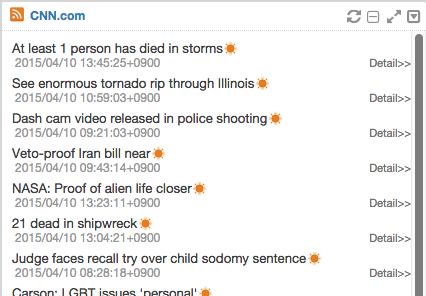 CNN.com
At least 1 person has died in storms
2015/04/10 13:45:25+0900 Detail>>
See enormous tornado rip through Illinois
2015/04/10 10:59:03+0900 Detail>>
Dash cam video released in police shooting
2015/04/10 09:21:03+0900 Detail>>
Veto-proof Iran bill near
2015/04/10 09:43:14+0900 Detail>>
NASA: Proof of alien life closer
2015/04/10 13:23:11+0900 Detail>>
21 dead in shipwreck
2015/04/10 13:04:21+0900 Detail>>
Judge faces recall try over child sodomy sentence
2015/04/10 08:28:18+0900 Detail>>
Carson: LGBT issues 'personal'